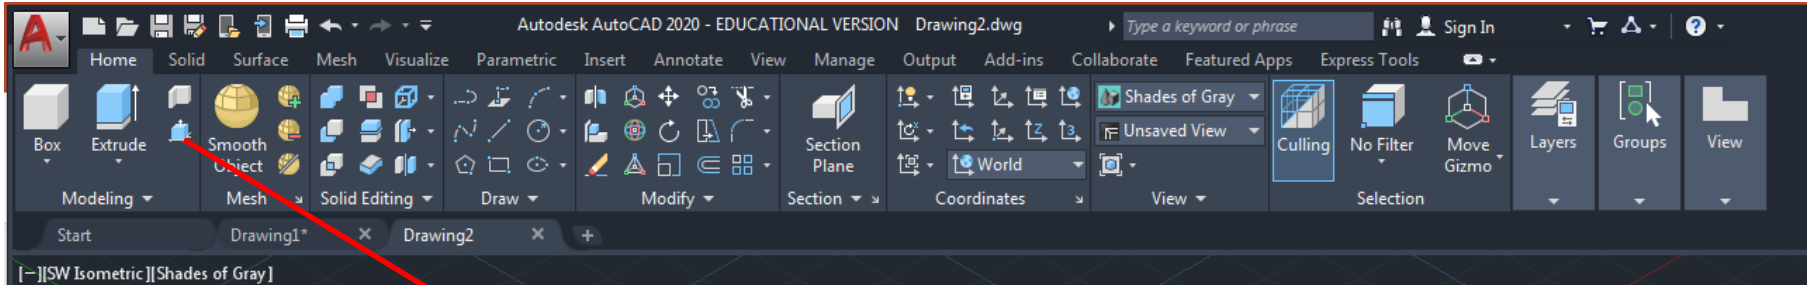 Autodesk AutoCAD 2020 - EDUCATIONAL VERSION Drawing2.dwg Type a keyword or phrase Sign In
Home Solid Surface Mesh Visualize Parametric Insert Annotate View Manage Output Add-ins Collaborate Featured Apps Express Tools
Shades of Gray
Unsaved View
Box Extrude Smooth Object Section Plane World Culling No Filter Move Gizmo Layers Groups View
Modeling Mesh Solid Editing Draw Modify Section Coordinates View Selection
Start Drawing1* Drawing2
[−][SW Isometric][Shades of Gray]